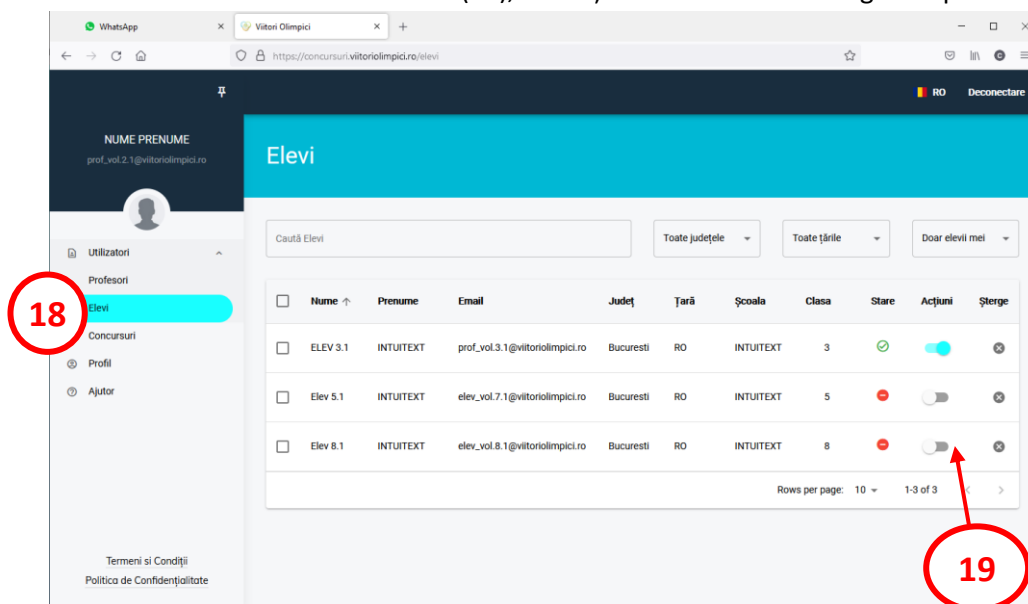 WhatsApp
Viitori Olimpici
https://concursuri.viitoriolimpici.ro/elevi
RO Deconectare
NUME PRENUME
prof_vol.2.1@viitoriolimpici.ro
Elevi
Caută Elevi Toate județele Toate țările Doar elevii mei
Utilizatori
Profesori
Elevi
Concursuri
Profil
Ajutor
18
Nume Prenume Email Județ Țară Școala Clasa Stare Acțiuni Șterge
ELEV 3.1 INTUITEXT prof_vol.3.1@viitoriolimpici.ro Bucuresti RO INTUITEXT 3
Elev 5.1 INTUITEXT elev_vol.7.1@viitoriolimpici.ro Bucuresti RO INTUITEXT 5
Elev 8.1 INTUITEXT elev_vol.8.1@viitoriolimpici.ro Bucuresti RO INTUITEXT 8
Rows per page: 10 1-3 of 3
19
Termeni si Condiții
Politica de Confidențialitate